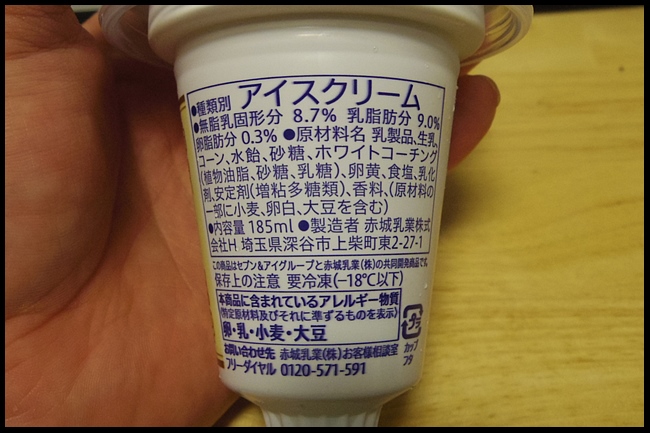 ●種類別 アイスクリーム
●無脂乳固形分 8.7% 乳脂肪分 9.0%
卵脂肪分 0.3% ●原材料名 乳製品、生乳、
コーン、水飴、砂糖、ホワイトコーチング
(植物油脂、砂糖、乳糖)、卵黄、食塩、乳化
剤、安定剤(増粘多糖類)、香料、(原材料の
一部に小麦、卵白、大豆を含む)
●内容量 185ml ●製造者 赤城乳業株式
会社H 埼玉県深谷市上柴町東2-27-1
この商品はセブン&アイグループと赤城乳業(株)の共同開発商品です。
保存上の注意 要冷凍(−18℃以下)
本商品に含まれているアレルギー物質
(特定原材料及びそれに準ずるものを表示)
卵・乳・小麦・大豆
プラ
カップ
フタ
お問い合わせ先 赤城乳業(株)お客様相談室
フリーダイヤル 0120-571-591